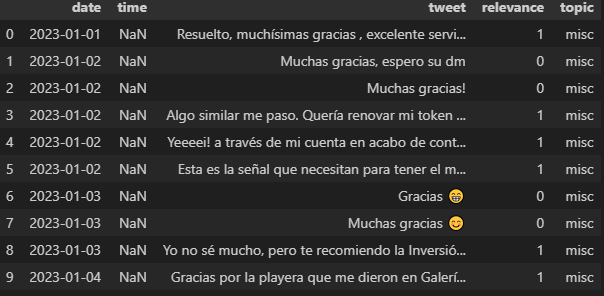 date time tweet relevance topic
0 2023-01-01 NaN Resuelto, muchísimas gracias , excelente servi... 1 misc
1 2023-01-02 NaN Muchas gracias, espero su dm 0 misc
2 2023-01-02 NaN Muchas gracias! 0 misc
3 2023-01-02 NaN Algo similar me paso. Quería renovar mi token ... 1 misc
4 2023-01-02 NaN Yeeeei! a través de mi cuenta en acabo de cont... 1 misc
5 2023-01-02 NaN Esta es la señal que necesitan para tener el m... 1 misc
6 2023-01-03 NaN Gracias 😁 0 misc
7 2023-01-03 NaN Muchas gracias 😊 0 misc
8 2023-01-03 NaN Yo no sé mucho, pero te recomiendo la Inversió... 1 misc
9 2023-01-04 NaN Gracias por la playera que me dieron en Galerí... 1 misc